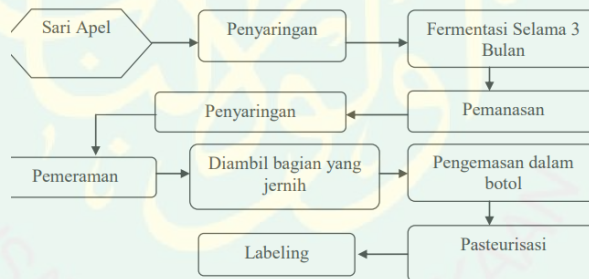 Sari Apel
Penyaringan
Fermentasi Selama 3
Bulan
Pemanasan
Penyaringan
Pemeraman
Diambil bagian yang
jernih
Pengemasan dalam
botol
Pasteurisasi
Labeling